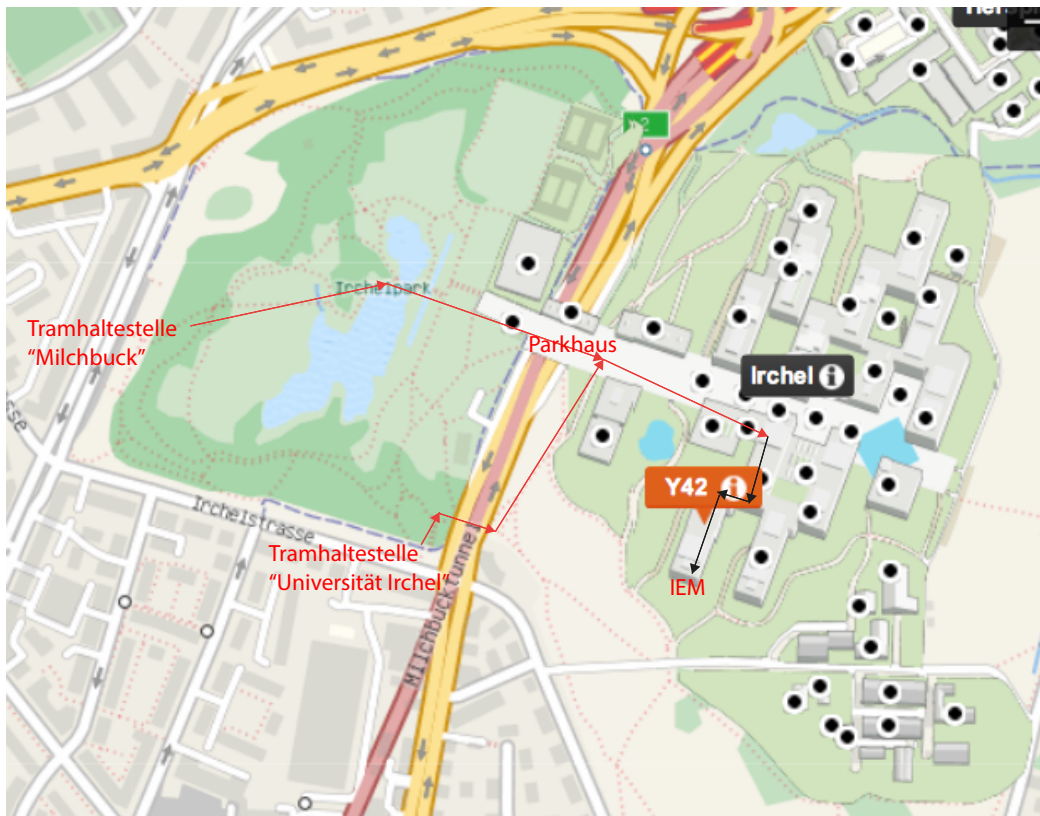 Irchelpark
Tramhaltestelle
“Milchbuck”
Parkhaus
Irchel
Y42
Irchelstrasse
Tramhaltestelle
“Universität Irchel”
IEM
Milchbucktunnel